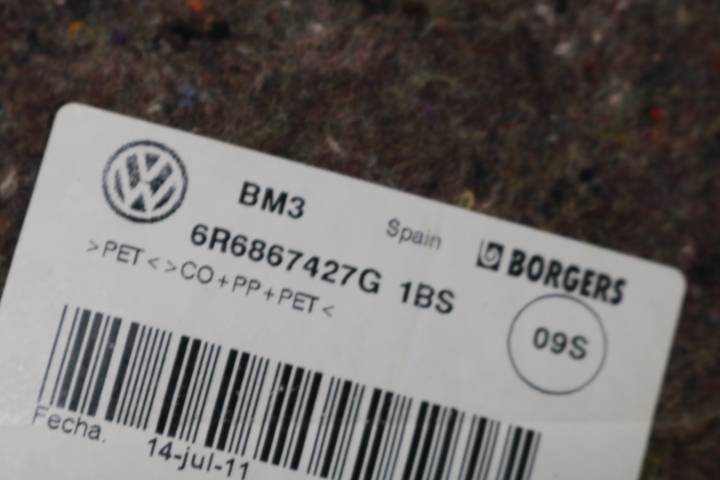 BM3 Spain BORGERS
6R6867427G 1BS
>PET<>CO+PP+PET<
09S
Fecha. 14-jul-11